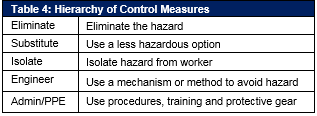 Table 4: Hierarchy of Control Measures
Eliminate Eliminate the hazard
Substitute Use a less hazardous option
Isolate Isolate hazard from worker
Engineer Use a mechanism or method to avoid hazard
Admin/PPE Use procedures, training and protective gear